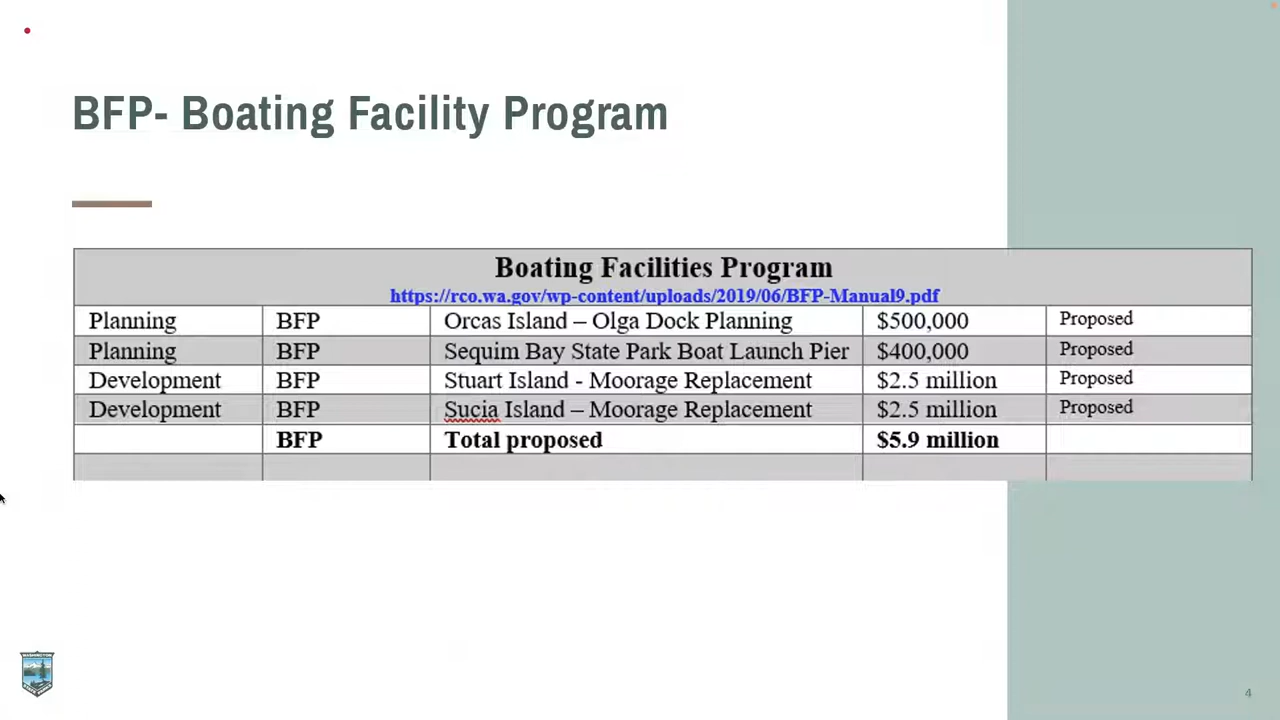 BFP- Boating Facility Program
Boating Facilities Program
https://rco.wa.gov/wp-content/uploads/2019/06/BFP-Manual9.pdf
Planning BFP Orcas Island – Olga Dock Planning $500,000 Proposed
Planning BFP Sequim Bay State Park Boat Launch Pier $400,000 Proposed
Development BFP Stuart Island - Moorage Replacement $2.5 million Proposed
Development BFP Sucia Island – Moorage Replacement $2.5 million Proposed
BFP Total proposed $5.9 million
4